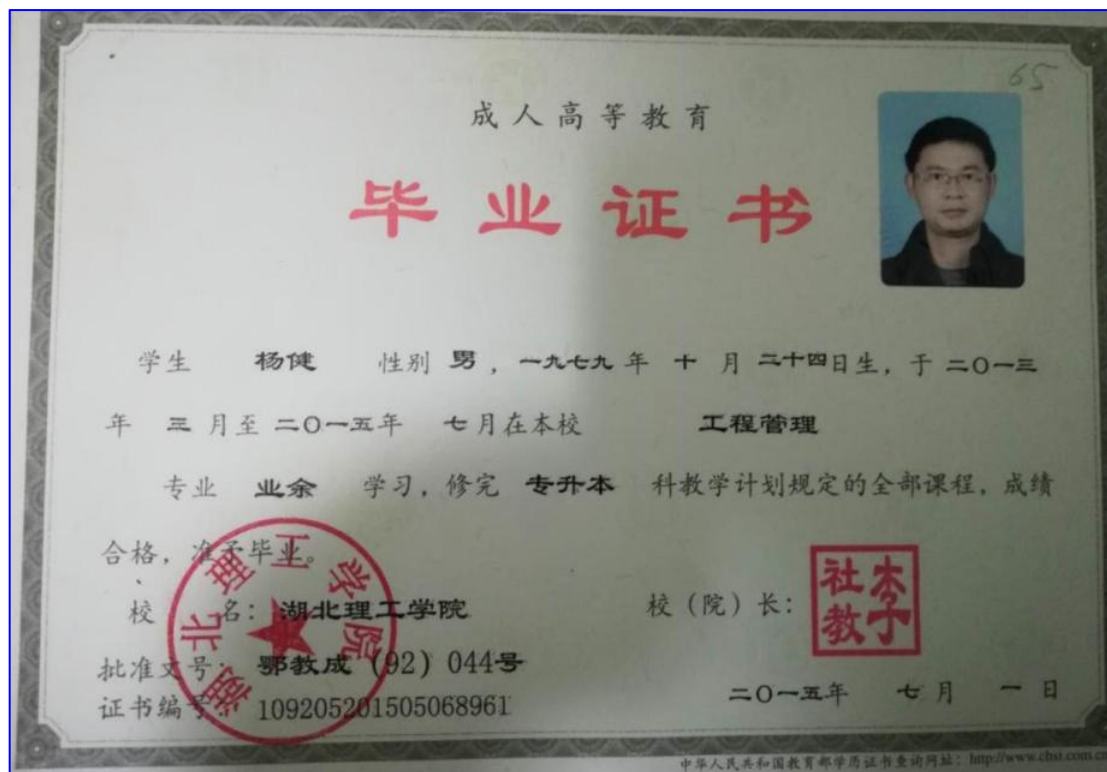 65
成人高等教育
毕业证书
学生 杨健 性别 男，一九七九年 十 月 二十四日生，于 二〇一三
年 三 月至 二〇一五年 七月在本校 工程管理
专业 业余 学习，修完 专升本 科教学计划规定的全部课程，成绩
合格，准予毕业。
校 名：湖北理工学院
校（院）长：
李社教
批准文号：鄂教成（92）044号
证书编号：109205201505068961
二〇一五年 七月 一日
湖北理工学院
中华人民共和国教育部学历证书查询网址：http://www.chsi.com.cn